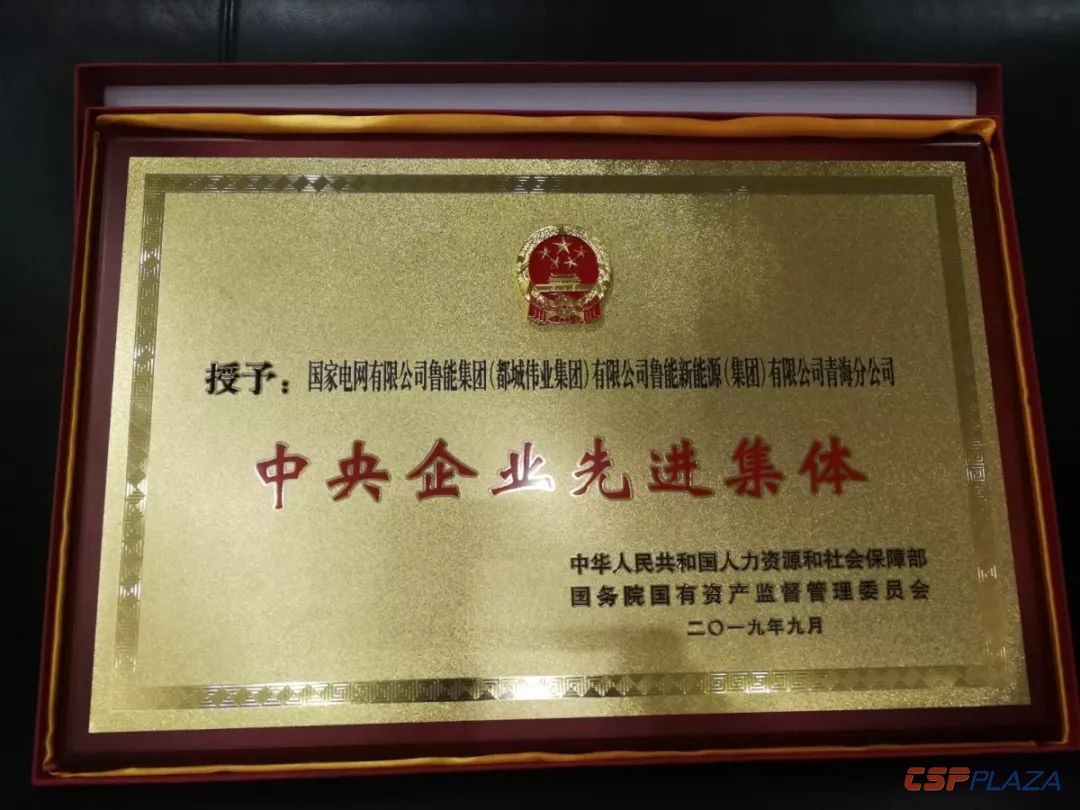 授予：国家电网有限公司鲁能集团（都城伟业集团）有限公司鲁能新能源（集团）有限公司青海分公司
中央企业先进集体
中华人民共和国人力资源和社会保障部
国务院国有资产监督管理委员会
二〇一九年九月
CSPPLAZA